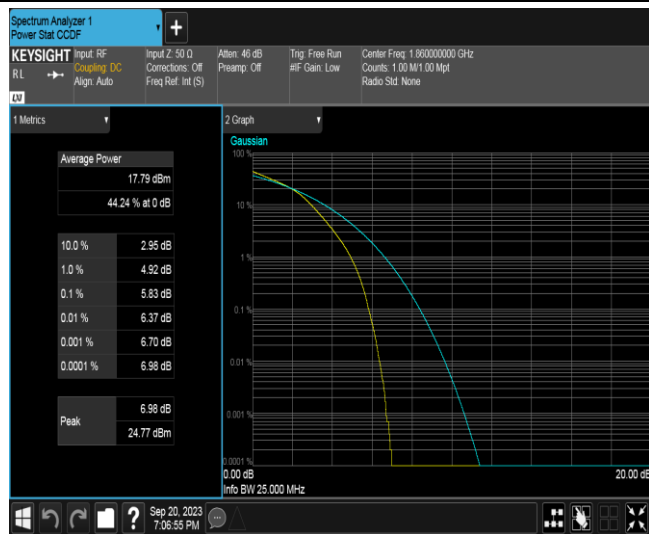 Spectrum Analyzer 1
Power Stat CCDF
+
KEYSIGHT Input: RF Input Z: 50 Ω Atten: 46 dB Trig: Free Run Center Freq: 1.860000000 GHz
RL Coupling: DC Corrections: Off Preamp: Off #IF Gain: Low Counts: 1.00 M/1.00 Mpt
Align: Auto Freq Ref: Int (S) Radio Std: None
LXI
1 Metrics
Average Power
17.79 dBm
44.24 % at 0 dB
10.0 % 2.95 dB
1.0 % 4.92 dB
0.1 % 5.83 dB
0.01 % 6.37 dB
0.001 % 6.70 dB
0.0001 % 6.98 dB
Peak 6.98 dB
24.77 dBm
2 Graph
Gaussian
100 %
10 %
1 %
0.1 %
0.01 %
0.001 %
0.0001 %
0.00 dB 20.00 dB
Info BW 25.000 MHz
? Sep 20, 2023
7:06:55 PM